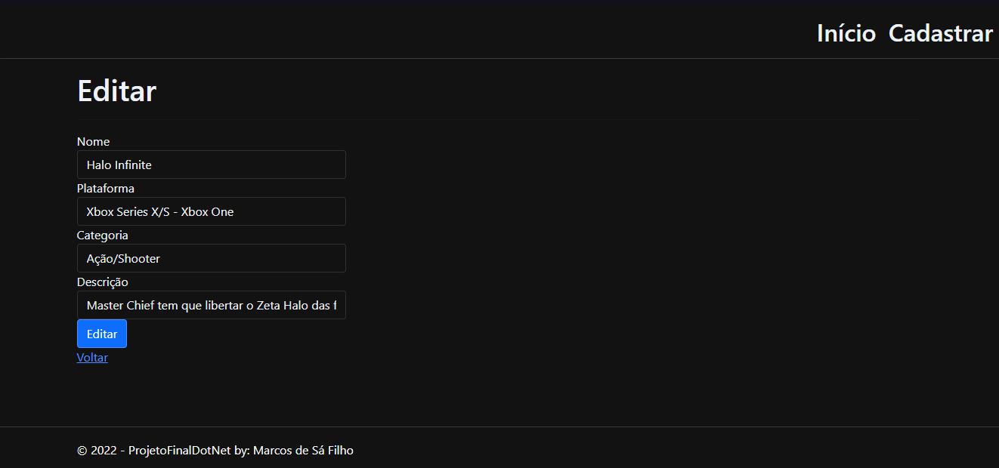 Início Cadastrar
Editar
Nome
Halo Infinite
Plataforma
Xbox Series X/S - Xbox One
Categoria
Ação/Shooter
Descrição
Master Chief tem que libertar o Zeta Halo das
Editar
Voltar
© 2022 - ProjetoFinalDotNet by: Marcos de Sá Filho